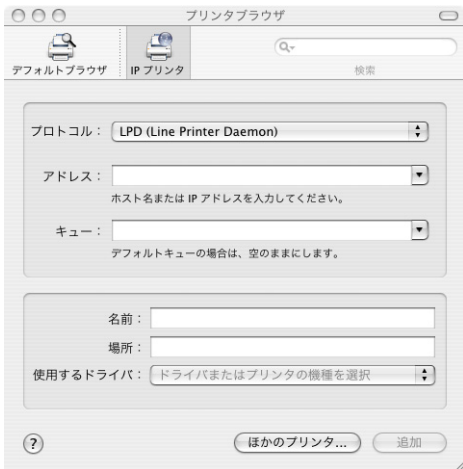 プリンタブラウザ
デフォルトブラウザ IP プリンタ 検索
プロトコル： LPD (Line Printer Daemon)
アドレス：
ホスト名または IP アドレスを入力してください。
キュー：
デフォルトキューの場合は、空のままにします。
名前：
場所：
使用するドライバ： ドライバまたはプリンタの機種を選択
? ほかのプリンタ... 追加